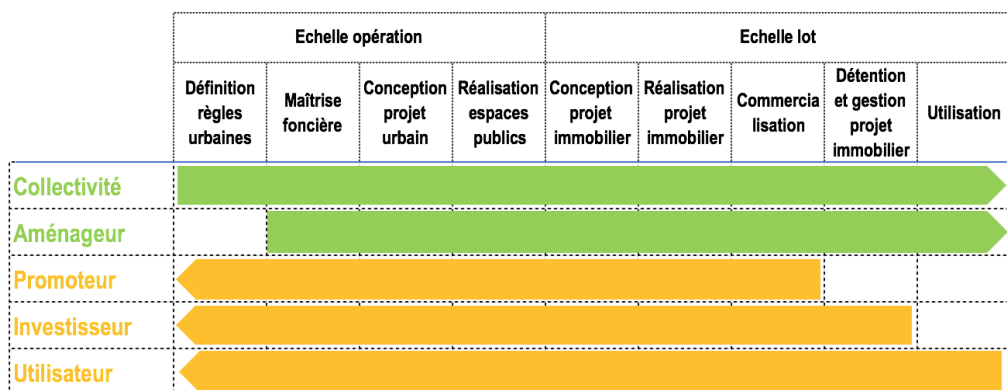 Echelle opération Echelle lot
Définition
règles
urbaines
Maîtrise
foncière
Conception
projet
urbain
Réalisation
espaces
publics
Conception
projet
immobilier
Réalisation
projet
immobilier
Commercia
lisation
Détention
et gestion
projet
immobilier
Utilisation
Collectivité
Aménageur
Promoteur
Investisseur
Utilisateur